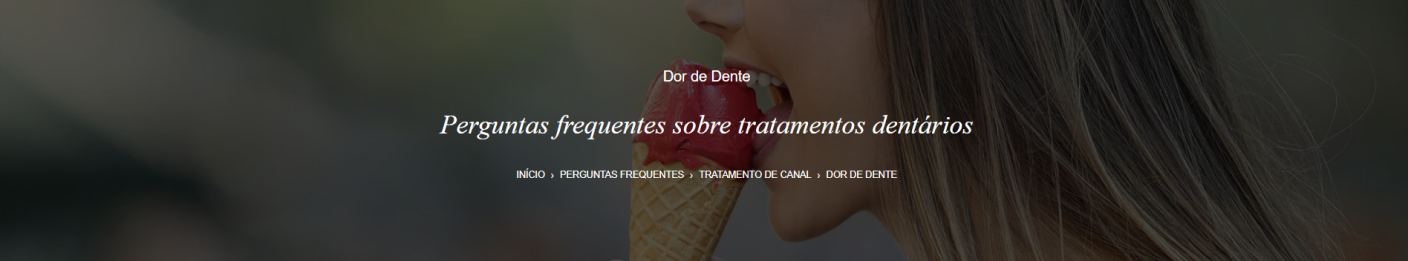 Dor de Dente
Perguntas frequentes sobre tratamentos dentários
INÍCIO › PERGUNTAS FREQUENTES › TRATAMENTO DE CANAL › DOR DE DENTE